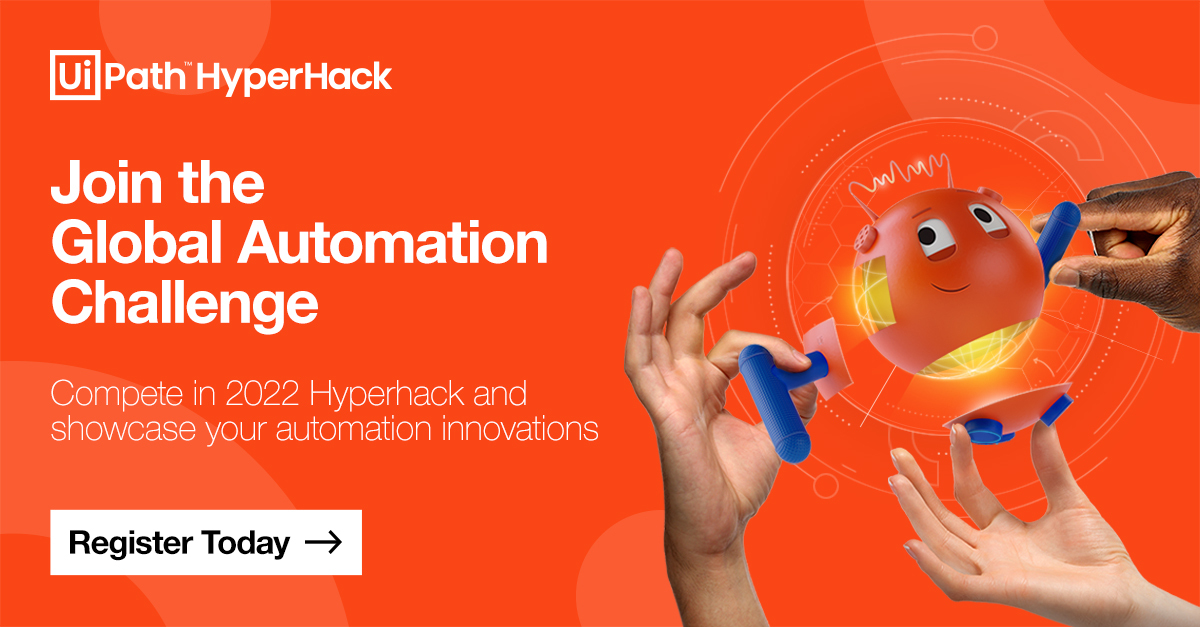 UiPath™ HyperHack
Join the
Global Automation
Challenge
Compete in 2022 Hyperhack and
showcase your automation innovations
Register Today →